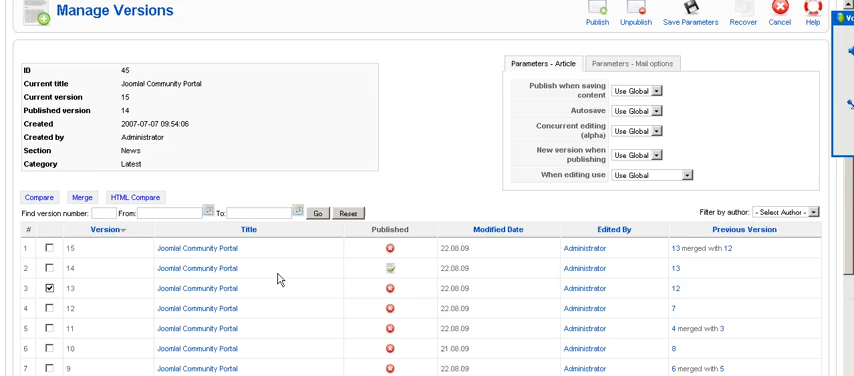 Manage Versions
Publish Unpublish Save Parameters Recover Cancel Help
ID 45
Current title Joomla! Community Portal
Current version 15
Published version 14
Created 2007-07-07 09:54:06
Created by Administrator
Section News
Category Latest
Parameters - Article Parameters - Mail options
Publish when saving content Use Global
Autosave Use Global
Concurrent editing (alpha) Use Global
New version when publishing Use Global
When editing use Use Global
Compare Merge HTML Compare
Find version number: From: To: Go Reset Filter by author: - Select Author -
# Version Title Published Modified Date Edited By Previous Version
1 15 Joomla! Community Portal 22.08.09 Administrator 13 merged with 12
2 14 Joomla! Community Portal 22.08.09 Administrator 13
3 13 Joomla! Community Portal 22.08.09 Administrator 12
4 12 Joomla! Community Portal 22.08.09 Administrator 7
5 11 Joomla! Community Portal 22.08.09 Administrator 4 merged with 3
6 10 Joomla! Community Portal 21.08.09 Administrator 8
7 9 Joomla! Community Portal 22.08.09 Administrator 6 merged with 5